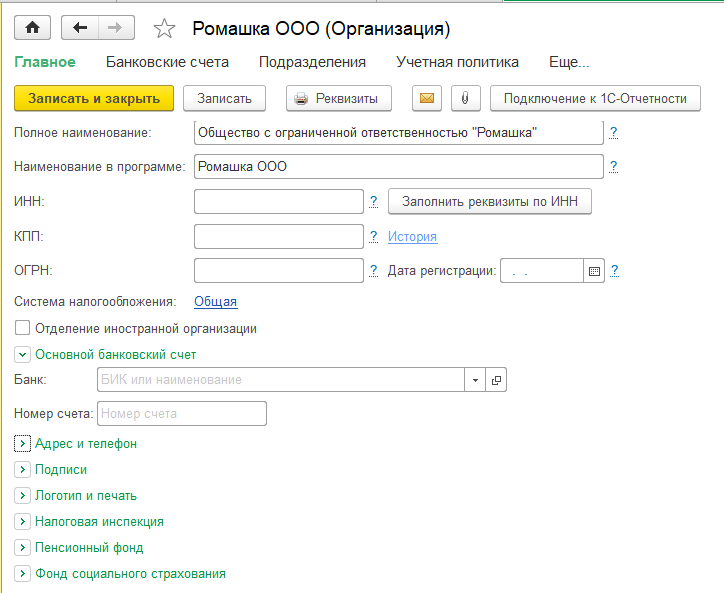 Ромашка ООО (Организация)
Главное Банковские счета Подразделения Учетная политика Еще...
Записать и закрыть Записать Реквизиты Подключение к 1С-Отчетности
Полное наименование: Общество с ограниченной ответственностью "Ромашка" ?
Наименование в программе: Ромашка ООО ?
ИНН: ? Заполнить реквизиты по ИНН
КПП: ? История
ОГРН: ? Дата регистрации: . . ?
Система налогообложения: Общая
Отделение иностранной организации
Основной банковский счет
Банк: БИК или наименование
Номер счета: Номер счета
Адрес и телефон
Подписи
Логотип и печать
Налоговая инспекция
Пенсионный фонд
Фонд социального страхования